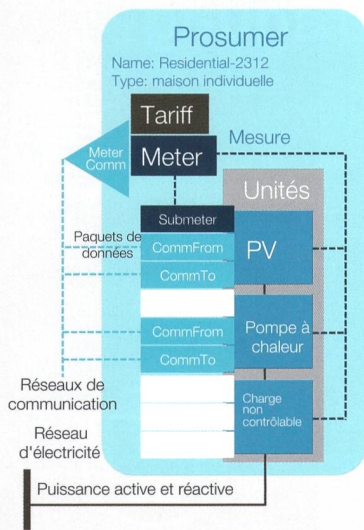 Prosumer
Name: Residential-2312
Type: maison individuelle
Tariff
Meter
Comm
Meter
Mesure
Unités
Submeter
Paquets de
données
CommFrom
CommTo
PV
CommFrom
CommTo
Pompe à
chaleur
Charge
non
contrôlable
Réseaux de
communication
Réseau
d'électricité
Puissance active et réactive